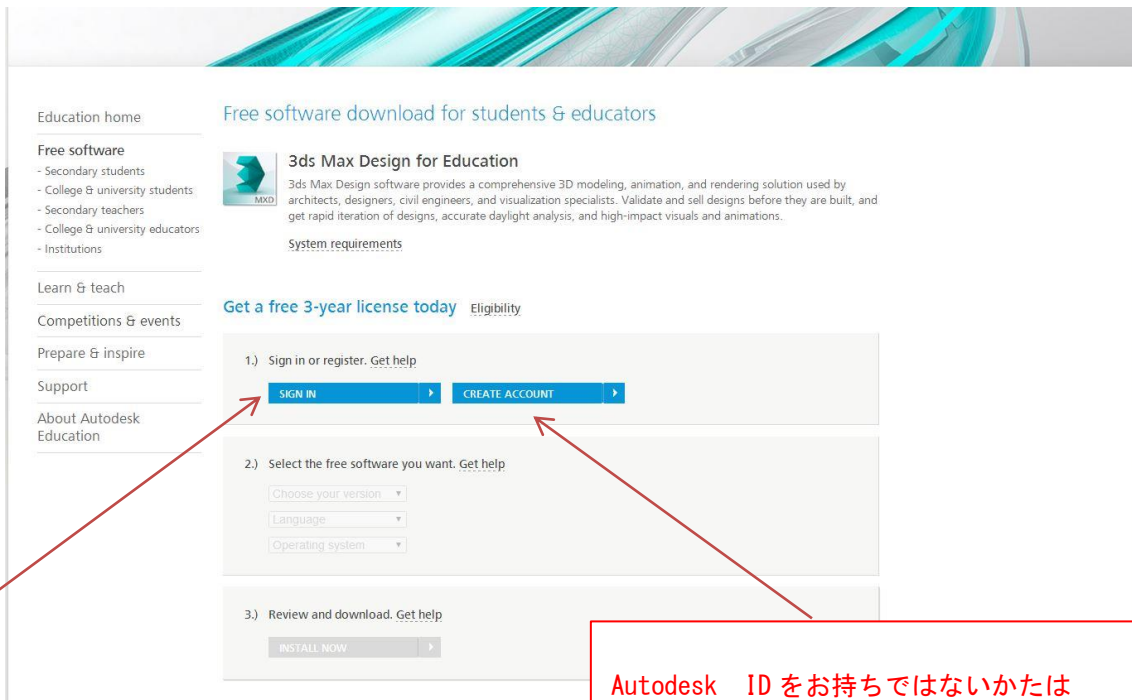 Education home
Free software
- Secondary students
- College & university students
- Secondary teachers
- College & university educators
- Institutions
Learn & teach
Competitions & events
Prepare & inspire
Support
About Autodesk
Education
Free software download for students & educators
MXD
3ds Max Design for Education
3ds Max Design software provides a comprehensive 3D modeling, animation, and rendering solution used by
architects, designers, civil engineers, and visualization specialists. Validate and sell designs before they are built, and
get rapid iteration of designs, accurate daylight analysis, and high-impact visuals and animations.
System requirements
Get a free 3-year license today Eligibility
1.) Sign in or register. Get help
SIGN IN CREATE ACCOUNT
2.) Select the free software you want. Get help
Choose your version
Language
Operating system
3.) Review and download. Get help
INSTALL NOW
Autodesk ID をお持ちではないかたは